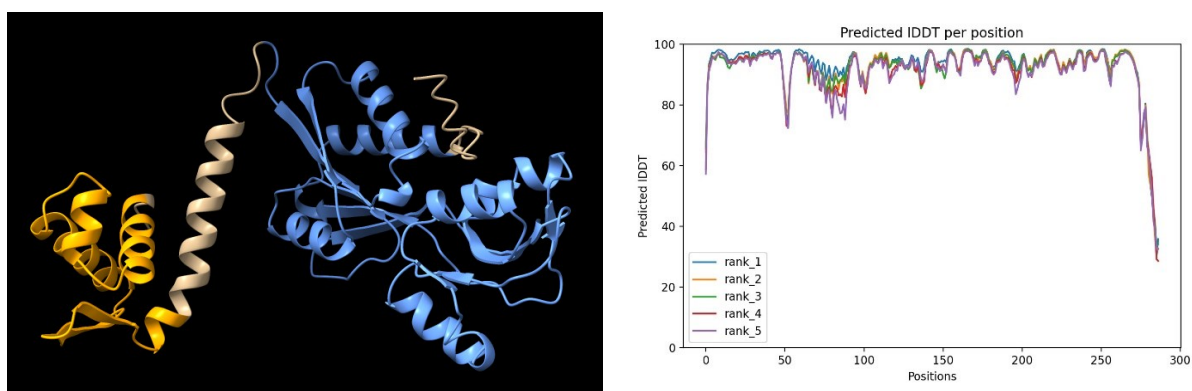 Predicted lDDT per position
100
80
60
40
20
0
Predicted lDDT
rank_1
rank_2
rank_3
rank_4
rank_5
0 50 100 150 200 250 300
Positions